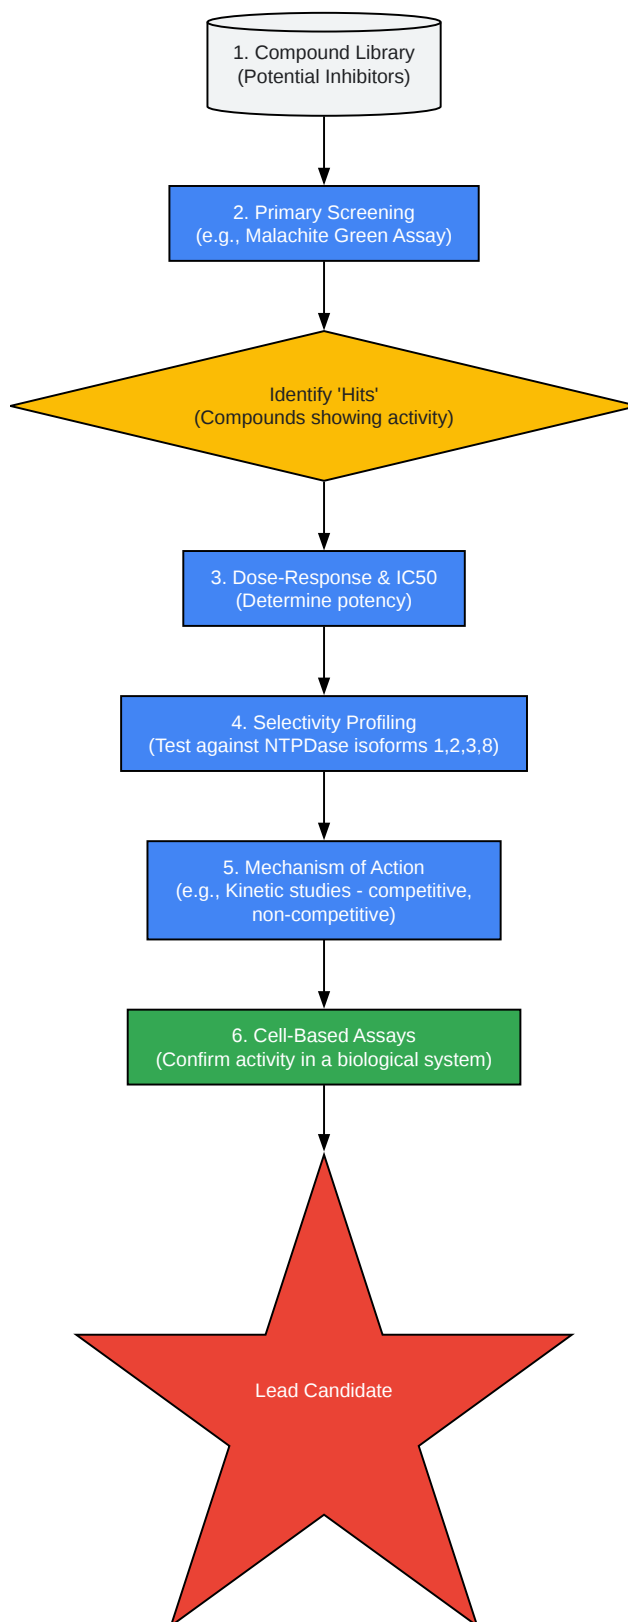 1. Compound Library
(Potential Inhibitors)
2. Primary Screening
(e.g., Malachite Green Assay)
Identify 'Hits'
(Compounds showing activity)
3. Dose-Response & IC50
(Determine potency)
4. Selectivity Profiling
(Test against NTPDase isoforms 1,2,3,8)
5. Mechanism of Action
(e.g., Kinetic studies - competitive,
non-competitive)
6. Cell-Based Assays
(Confirm activity in a biological system)
Lead Candidate